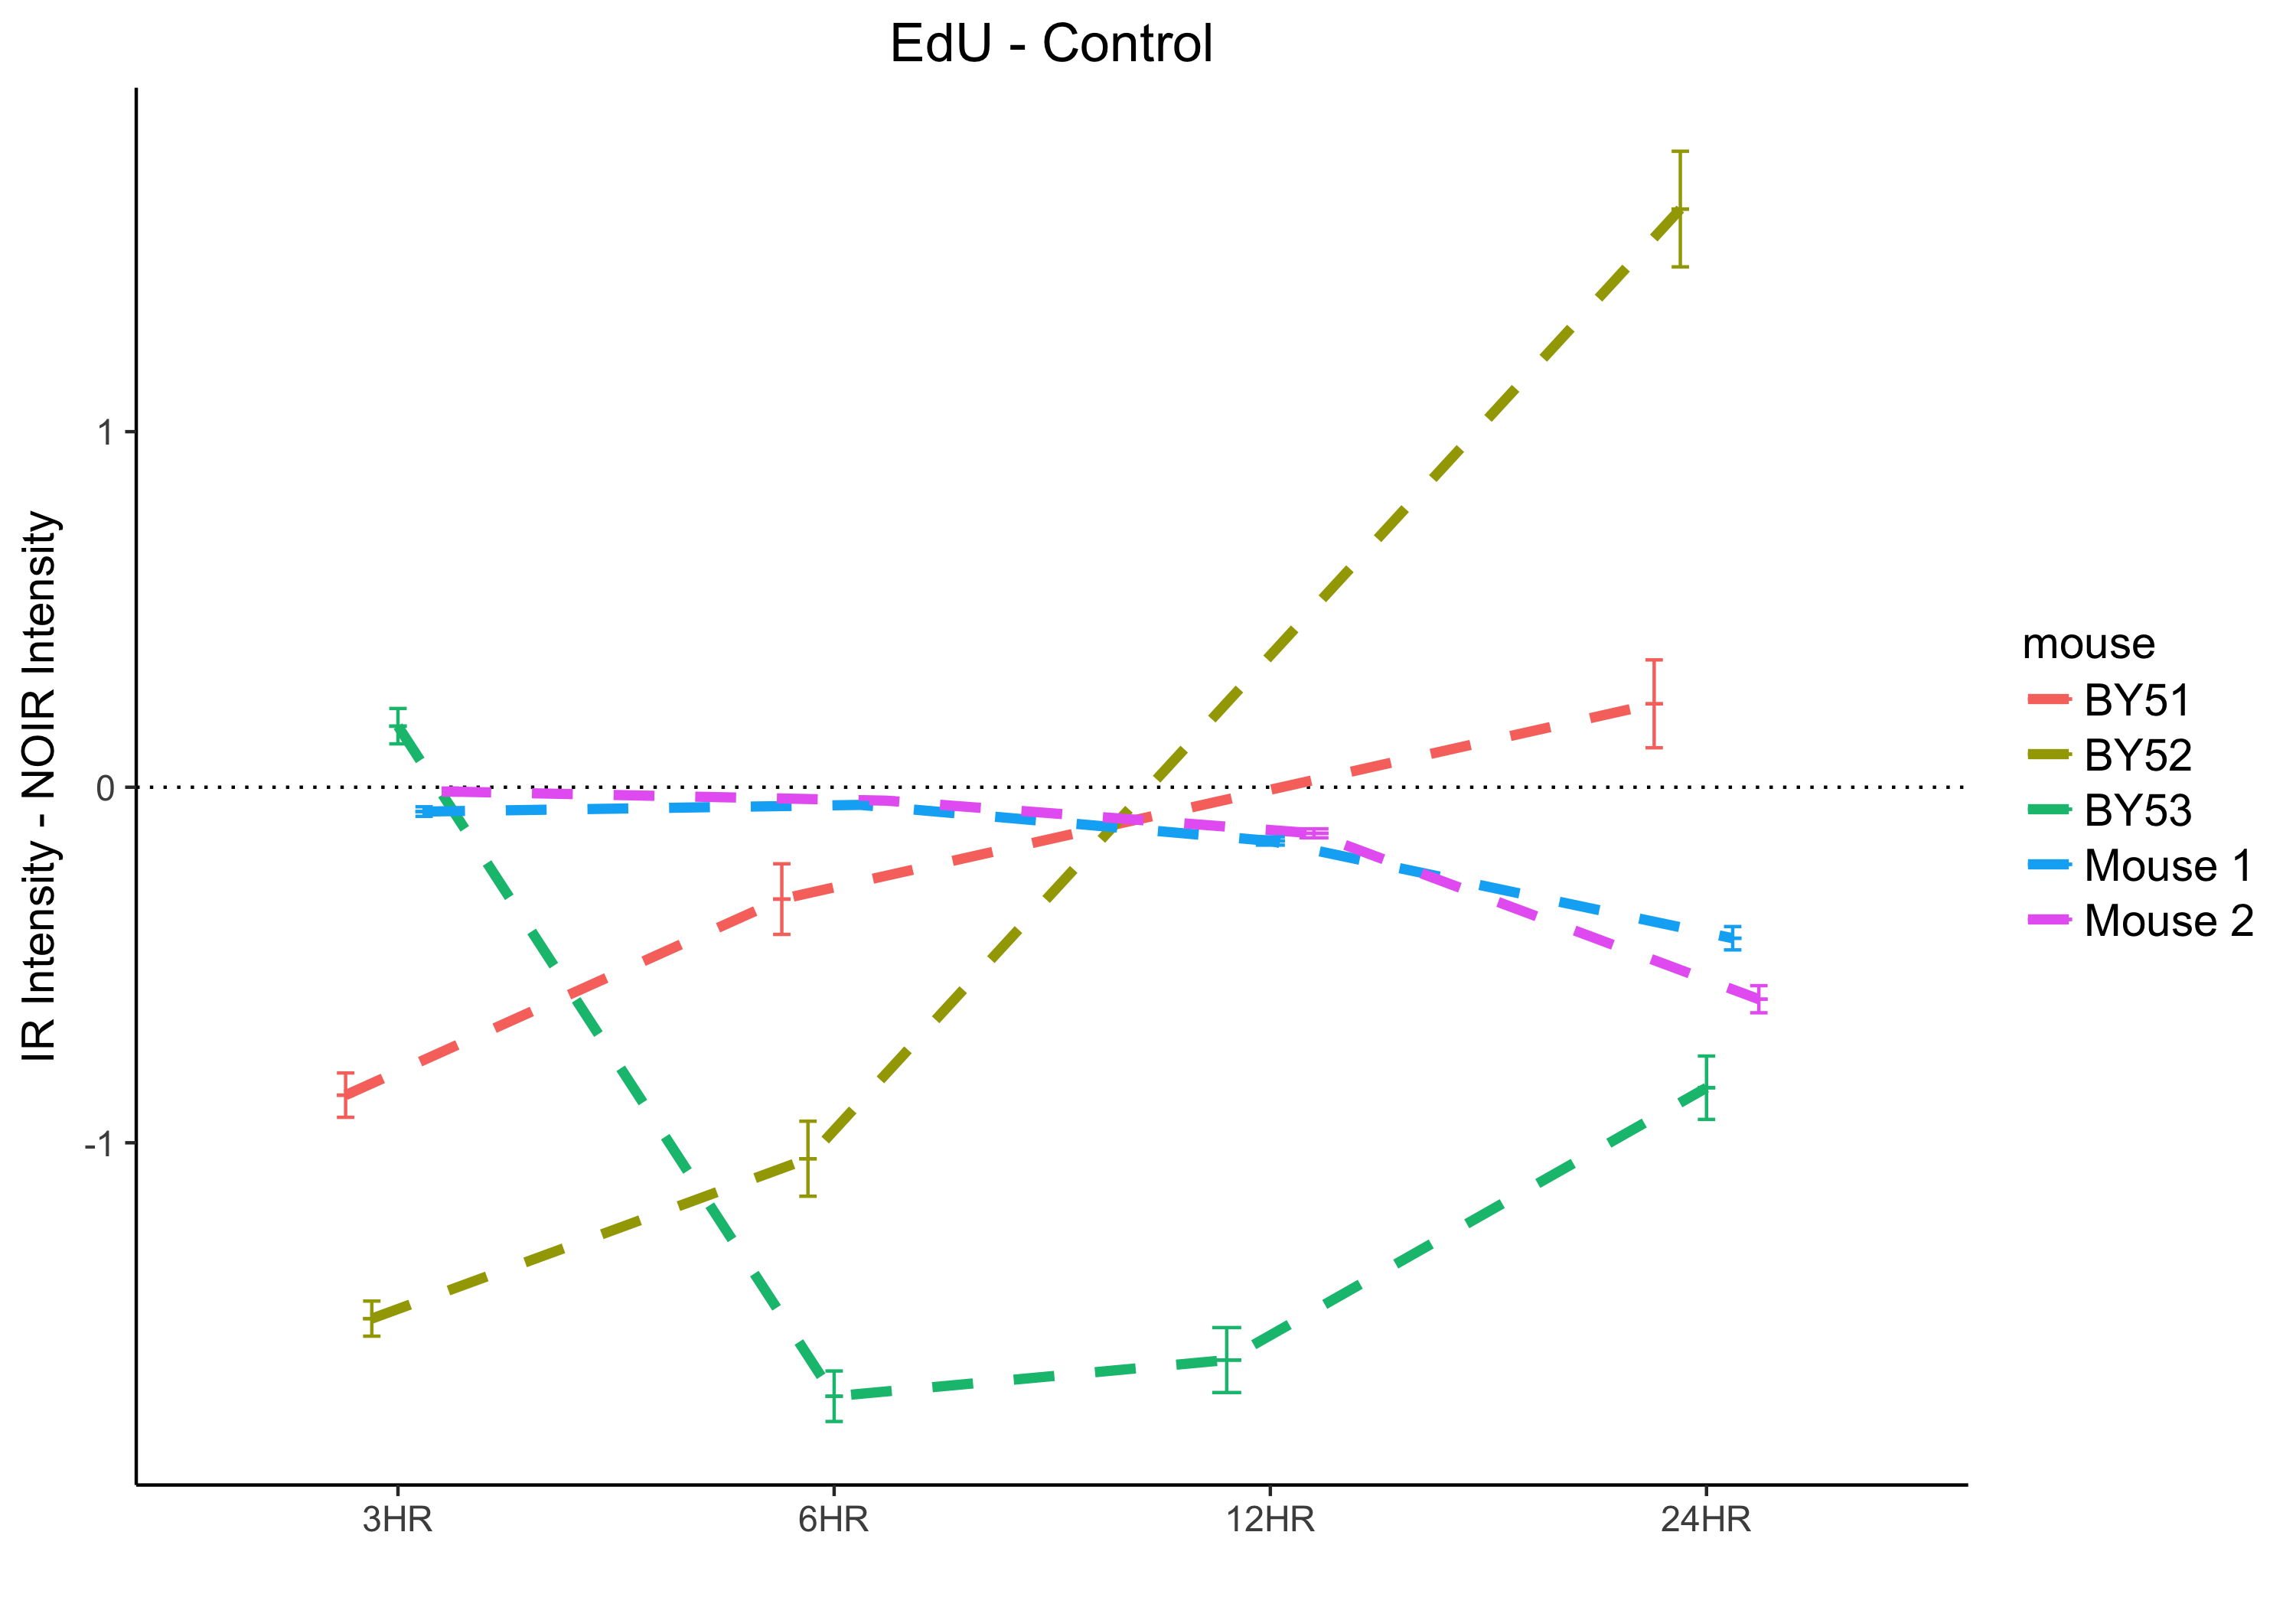 EdU - Control
IR Intensity - NOIR Intensity
1
0
-1
3HR
6HR
12HR
24HR
mouse
BY51
BY52
BY53
Mouse 1
Mouse 2